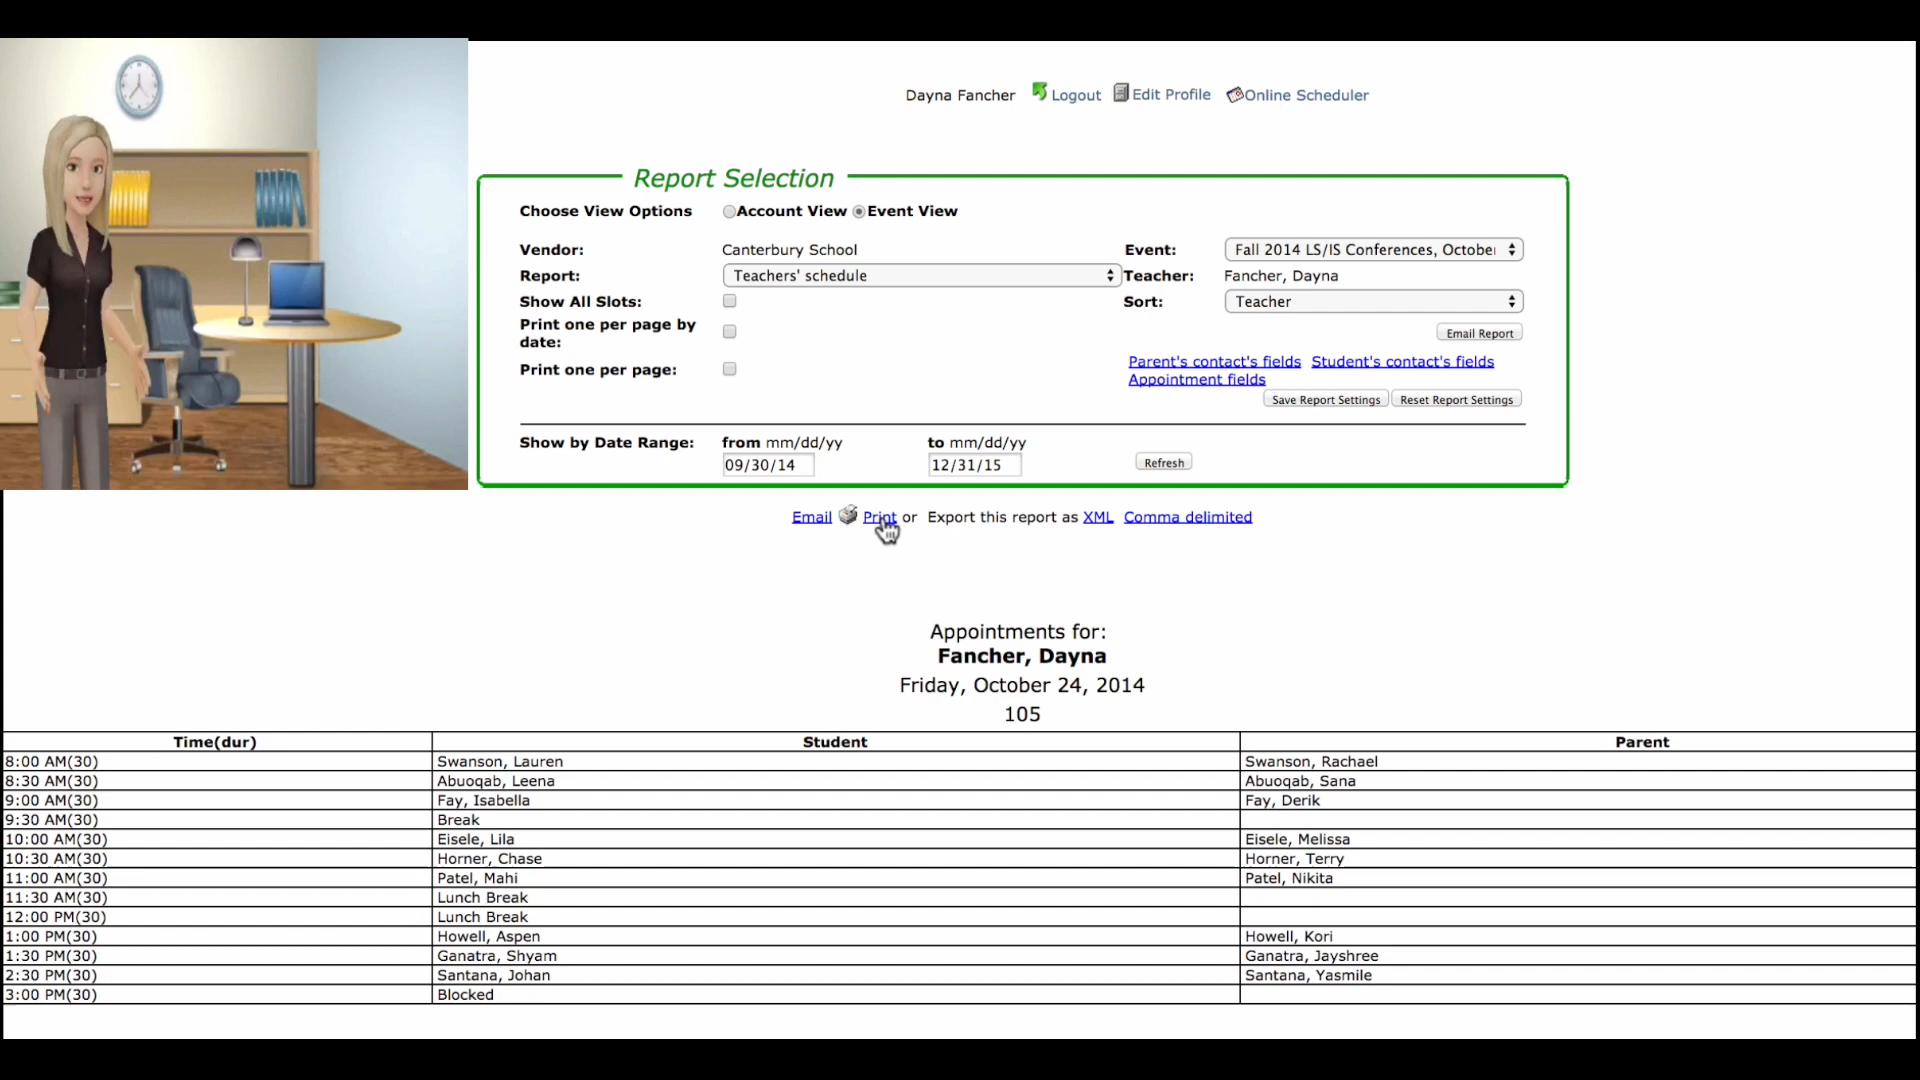 Dayna Fancher Logout Edit Profile Online Scheduler
Report Selection
Choose View Options Account View Event View
Vendor: Canterbury School Event: Fall 2014 LS/IS Conferences, October
Report: Teachers' schedule Teacher: Fancher, Dayna
Show All Slots: Sort: Teacher
Print one per page by
date:
Email Report
Print one per page:
Parent's contact's fields Student's contact's fields
Appointment fields
Save Report Settings Reset Report Settings
Show by Date Range: from mm/dd/yy to mm/dd/yy
09/30/14 12/31/15 Refresh
Email Print or Export this report as XML Comma delimited
Appointments for:
Fancher, Dayna
Friday, October 24, 2014
105
Time(dur) Student Parent
8:00 AM(30) Swanson, Lauren Swanson, Rachael
8:30 AM(30) Abuoqab, Leena Abuoqab, Sana
9:00 AM(30) Fay, Isabella Fay, Derik
9:30 AM(30) Break
10:00 AM(30) Eisele, Lila Eisele, Melissa
10:30 AM(30) Horner, Chase Horner, Terry
11:00 AM(30) Patel, Mahi Patel, Nikita
11:30 AM(30) Lunch Break
12:00 PM(30) Lunch Break
1:00 PM(30) Howell, Aspen Howell, Kori
1:30 PM(30) Ganatra, Shyam Ganatra, Jayshree
2:30 PM(30) Santana, Johan Santana, Yasmile
3:00 PM(30) Blocked